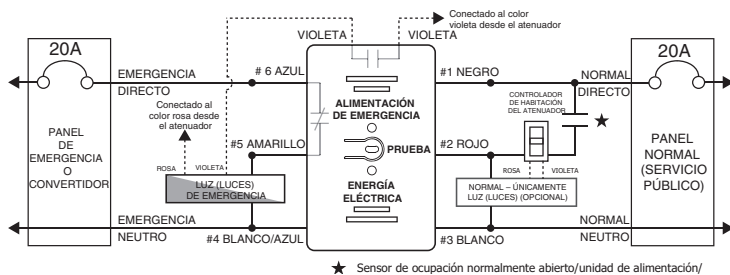 Conectado al color
violeta desde el atenuador
VIOLETA
VIOLETA
20A
EMERGENCIA
DIRECTO
# 6 AZUL
#1 NEGRO
NORMAL
DIRECTO
20A
Conectado al
color rosa desde
el atenuador
ALIMENTACIÓN
DE EMERGENCIA
CONTROLADOR
DE HABITACIÓN
DEL ATENUADOR
PANEL
DE
EMERGENCIA
O
CONVERTIDOR
#5 AMARILLO
PRUEBA
#2 ROJO
PANEL
NORMAL
(SERVICIO
PÚBLICO)
ROSA
VIOLETA
ROSA
VIOLETA
LUZ (LUCES)
DE EMERGENCIA
ENERGÍA
ELÉCTRICA
NORMAL – ÚNICAMENTE
LUZ (LUCES) (OPCIONAL)
EMERGENCIA
NEUTRO
#4 BLANCO/AZUL
#3 BLANCO
NORMAL
NEUTRO
★ Sensor de ocupación normalmente abierto/unidad de alimentación/